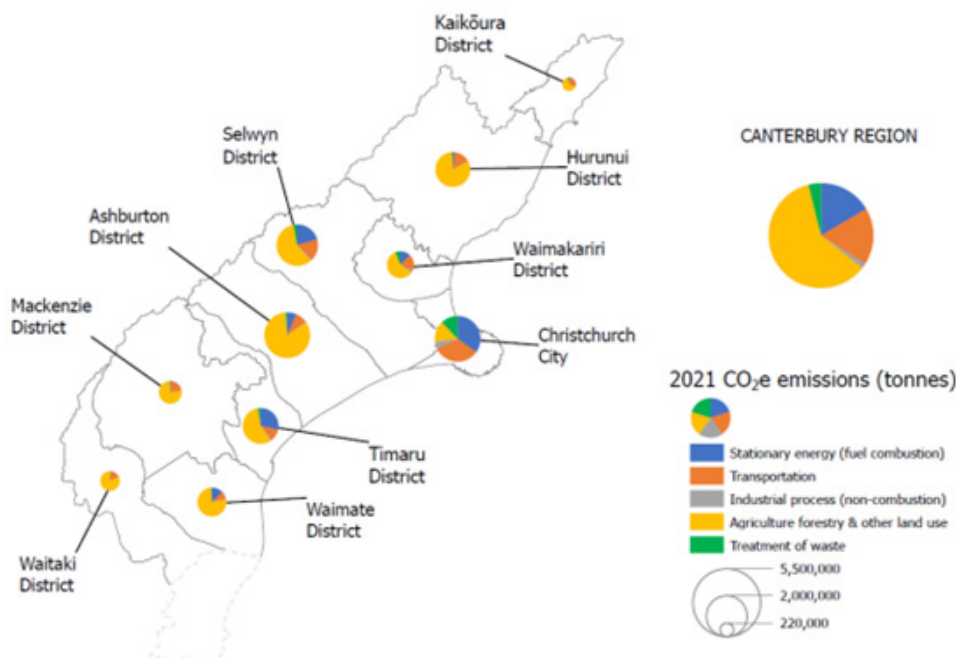 Kaikōura
District
Selwyn
District
Hurunui
District
CANTERBURY REGION
Ashburton
District
Waimakariri
District
Mackenzie
District
Christchurch
City
2021 CO₂e emissions (tonnes)
Stationary energy (fuel combustion)
Transportation
Industrial process (non-combustion)
Agriculture forestry & other land use
Treatment of waste
5,500,000
2,000,000
220,000
Timaru
District
Waimate
District
Waitaki
District